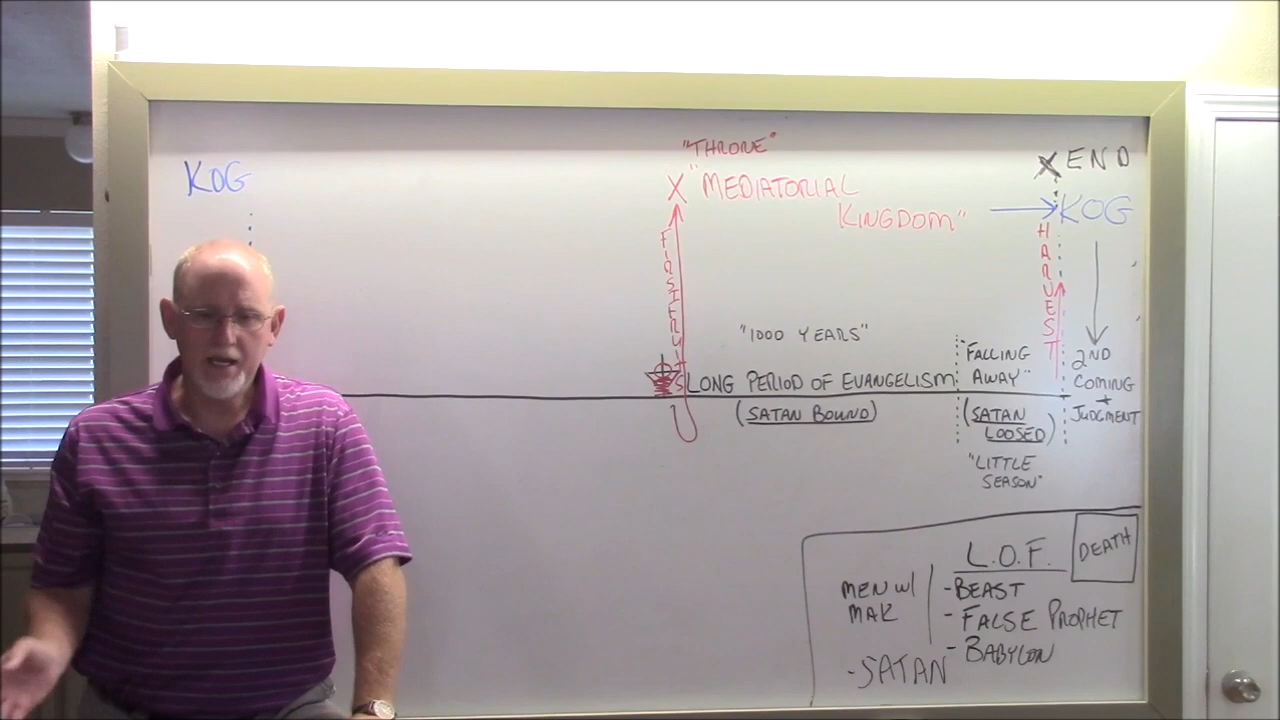 KOG
"THRONE"
X "MEDIATORIAL
KINGDOM"
X END
KOG
FIRSTFRUITS
HARVEST
"1000 YEARS"
LONG PERIOD OF EVANGELISM
(SATAN BOUND)
"FALLING
AWAY"
(SATAN
LOOSED)
"LITTLE
SEASON"
2ND
COMING
+
JUDGMENT
L.O.F.
DEATH
MEN W/
MAK
- BEAST
- FALSE PROPHET
- BABYLON
- SATAN